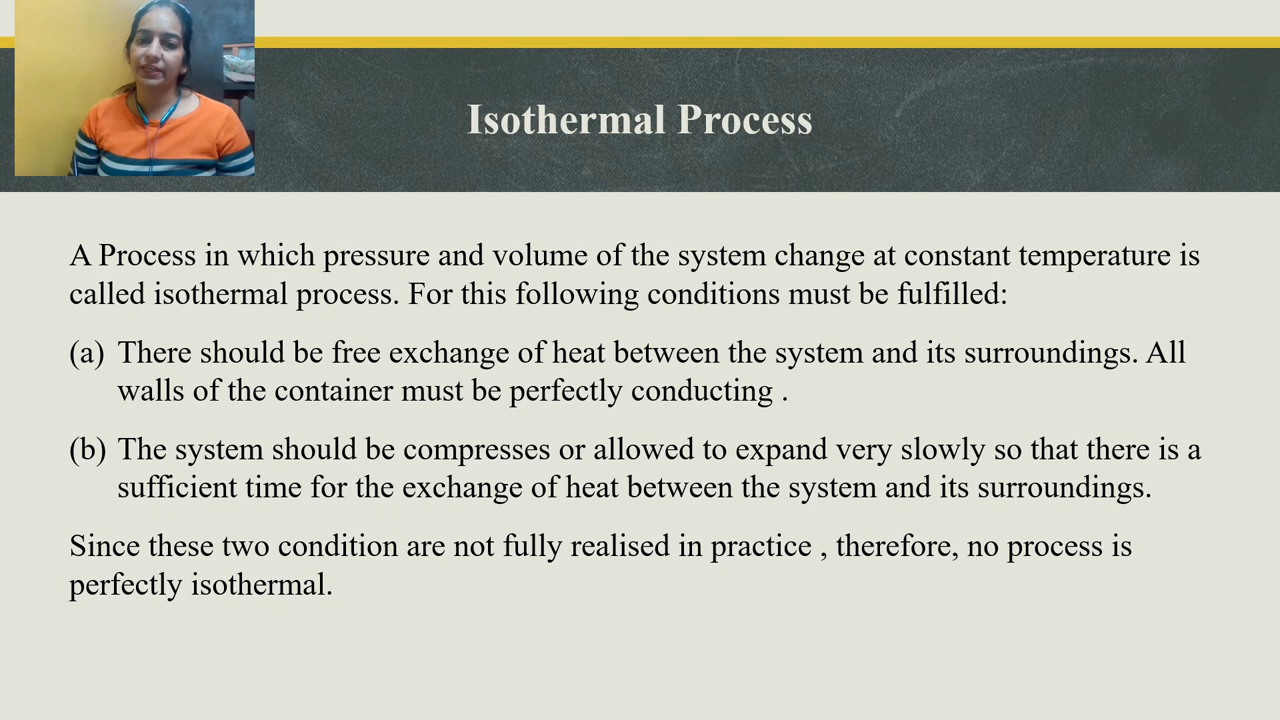 Isothermal Process
A Process in which pressure and volume of the system change at constant temperature is
called isothermal process. For this following conditions must be fulfilled:
(a) There should be free exchange of heat between the system and its surroundings. All
walls of the container must be perfectly conducting .
(b) The system should be compresses or allowed to expand very slowly so that there is a
sufficient time for the exchange of heat between the system and its surroundings.
Since these two condition are not fully realised in practice , therefore, no process is
perfectly isothermal.